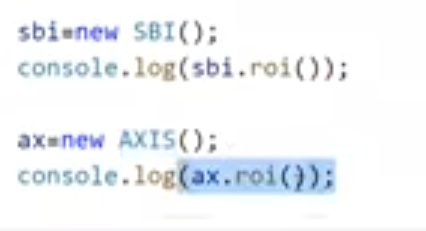 sbi=new SBI();
console.log(sbi.roi());
ax=new AXIS();
console.log(ax.roi());